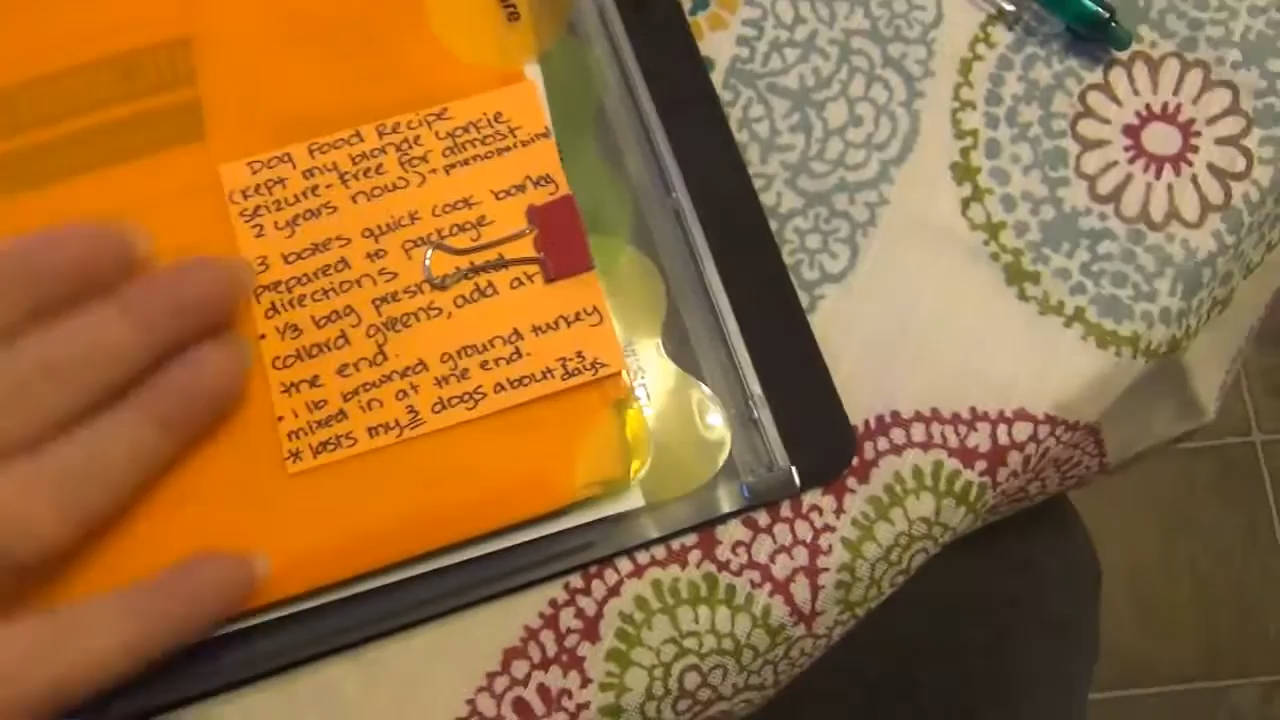 re
Dog Food Recipe
(kept my blonde yorkie
seizure-free for almost
2 years now) + phenobarbital
3 boxes quick cook barley
prepared to package
directions
• 1/3 bag preshredded
collard greens, add at
the end.
• 1 lb browned ground turkey
mixed in at the end.
* lasts my 3 dogs about 2-3
days